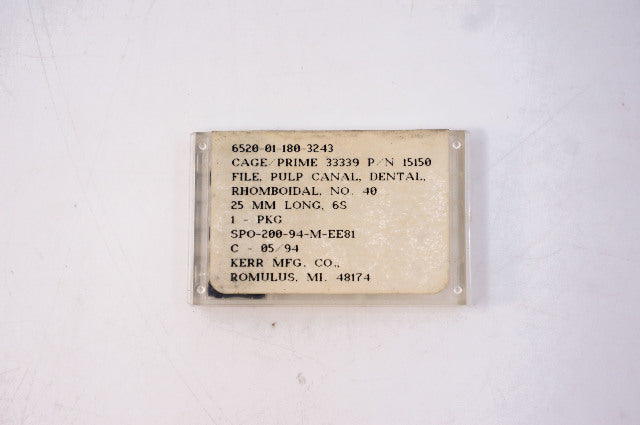 6520-01-180-3243
CAGE/PRIME 33339 P/N 15150
FILE, PULP CANAL, DENTAL,
RHOMBOIDAL, NO. 40
25 MM LONG, 6S
1 - PKG
SPO-200-94-M-EE81
C - 05/94
KERR MFG. CO.,
ROMULUS, MI. 48174